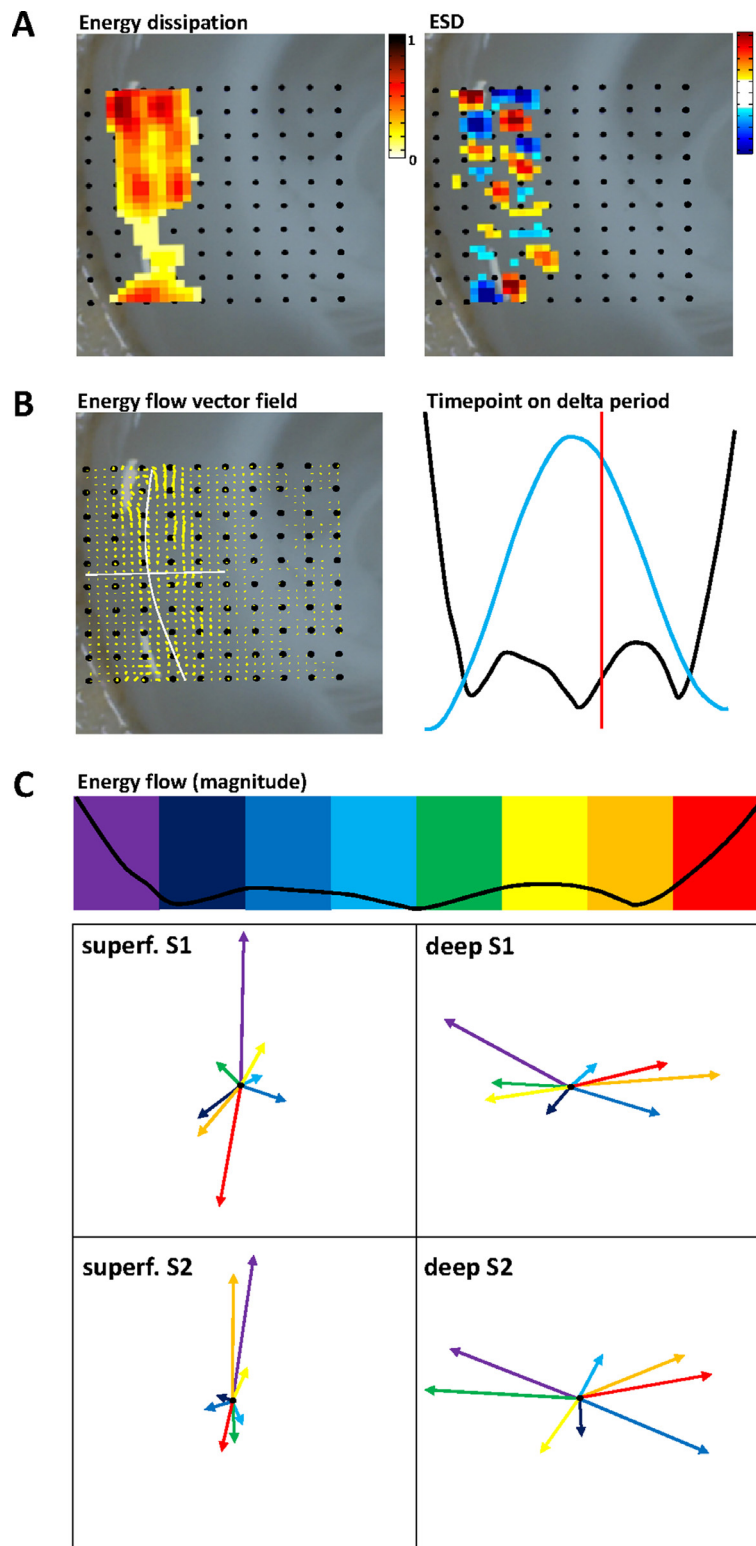 A
Energy dissipation
1
0
ESD
B
Energy flow vector field
Timepoint on delta period
C
Energy flow (magnitude)
superf. S1
deep S1
superf. S2
deep S2